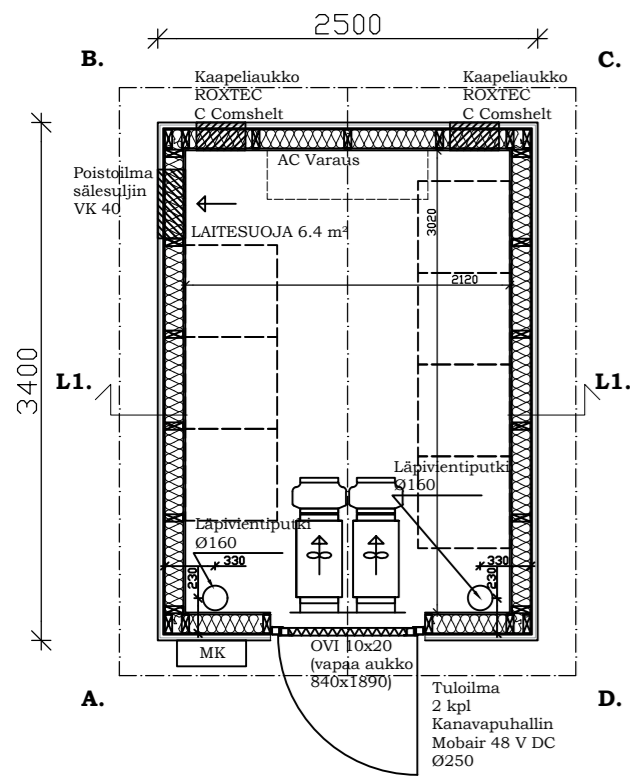 2500
B.
C.
Kaapeliaukko
ROXTEC
C Comshelt
Kaapeliaukko
ROXTEC
C Comshelt
AC Varaus
Poistoilma
sälesuljin
VK 40
LAITESUOJA 6.4 m²
3020
2120
3400
L1.
L1.
Läpivientiputki
Ø160
Läpivientiputki
Ø160
330
330
230
230
MK
OVI 10x20
(vapaa aukko
840x1890)
A.
D.
Tuloilma
2 kpl
Kanavapuhallin
Mobair 48 V DC
Ø250